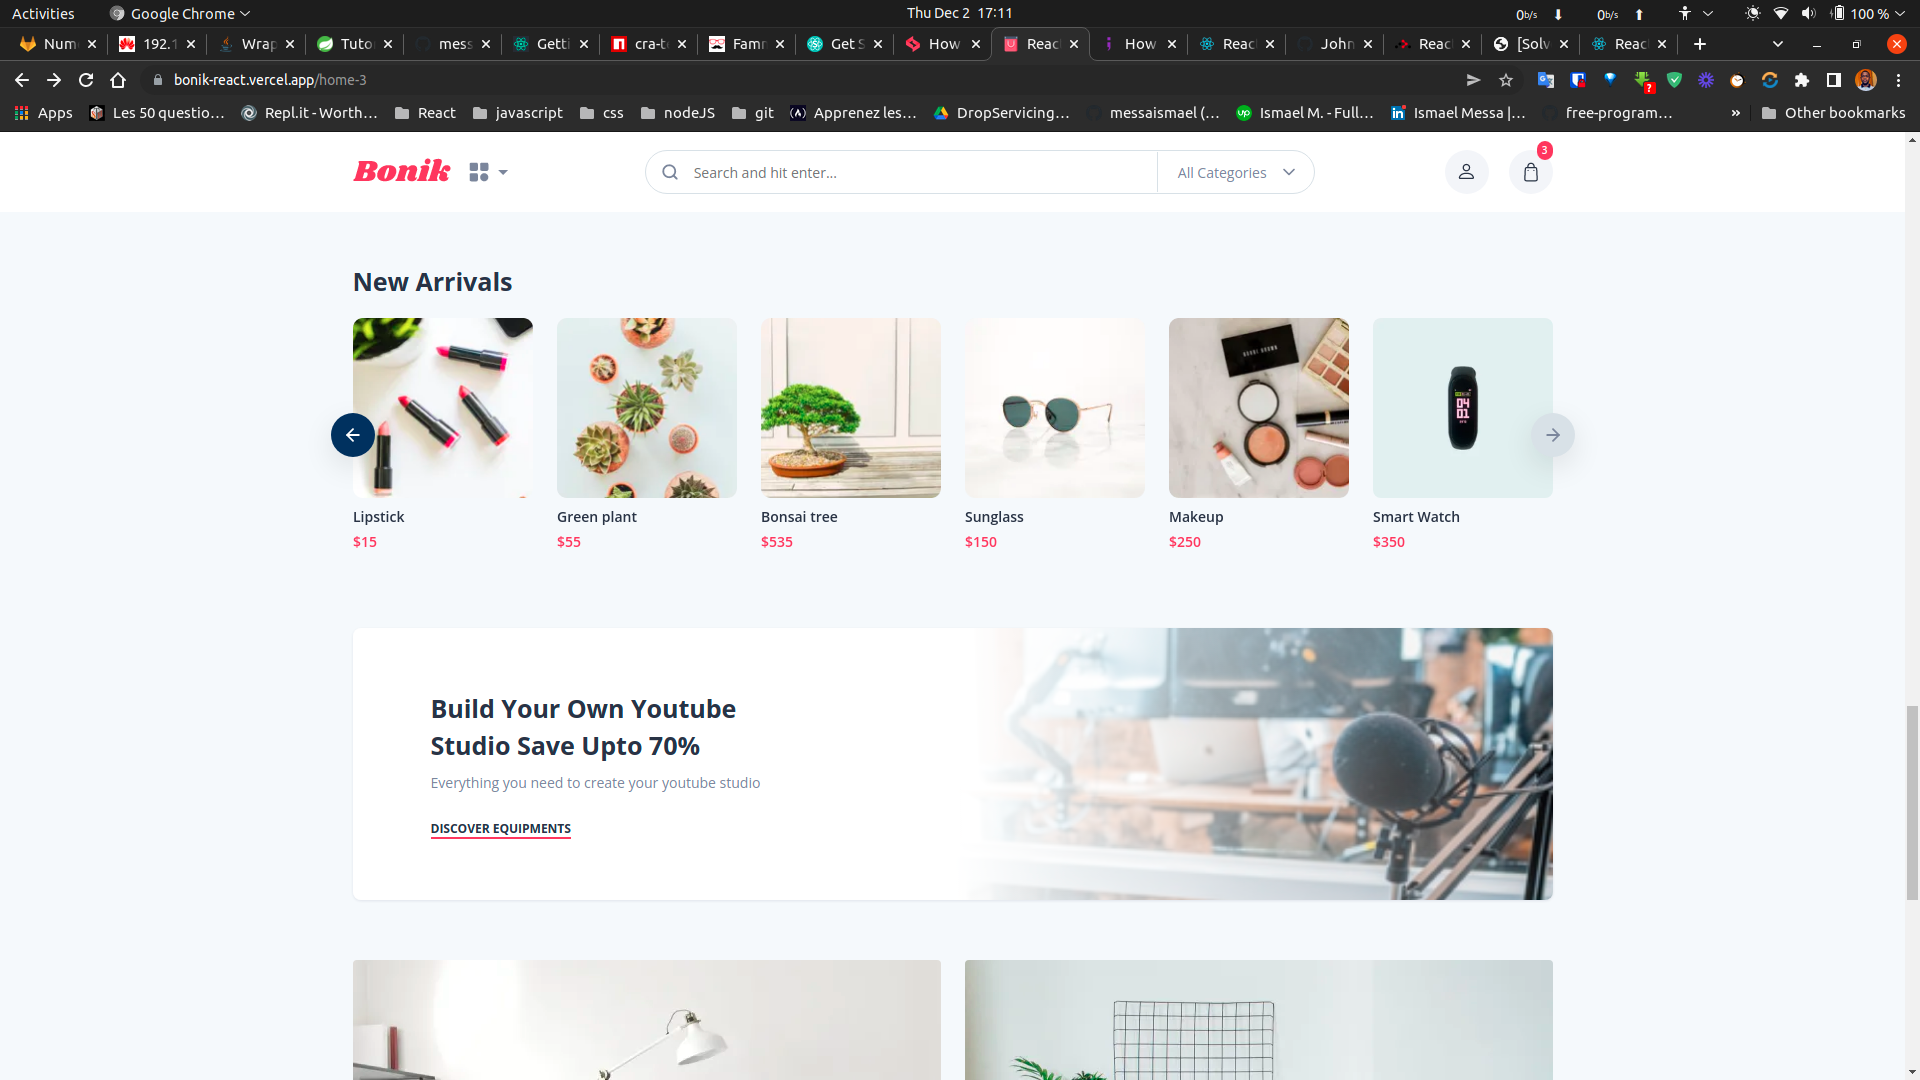 Activities Google Chrome Thu Dec 2 17:11 0b/s 0b/s 100 %
Num 192.1 Wrap Tuto mess Getti cra-t Famr Get S How Reac How Reac John Reac [Solv Reac
bonik-react.vercel.app/home-3
Apps Les 50 questio... Repl.it - Worth... React javascript css nodeJS git Apprenez les... DropServicing... messaismael (... Ismael M. - Full... Ismael Messa |... free-program... » Other bookmarks
Bonik Search and hit enter... All Categories 3
New Arrivals
Lipstick Green plant Bonsai tree Sunglass Makeup Smart Watch
$15 $55 $535 $150 $250 $350
Build Your Own Youtube
Studio Save Upto 70%
Everything you need to create your youtube studio
DISCOVER EQUIPMENTS